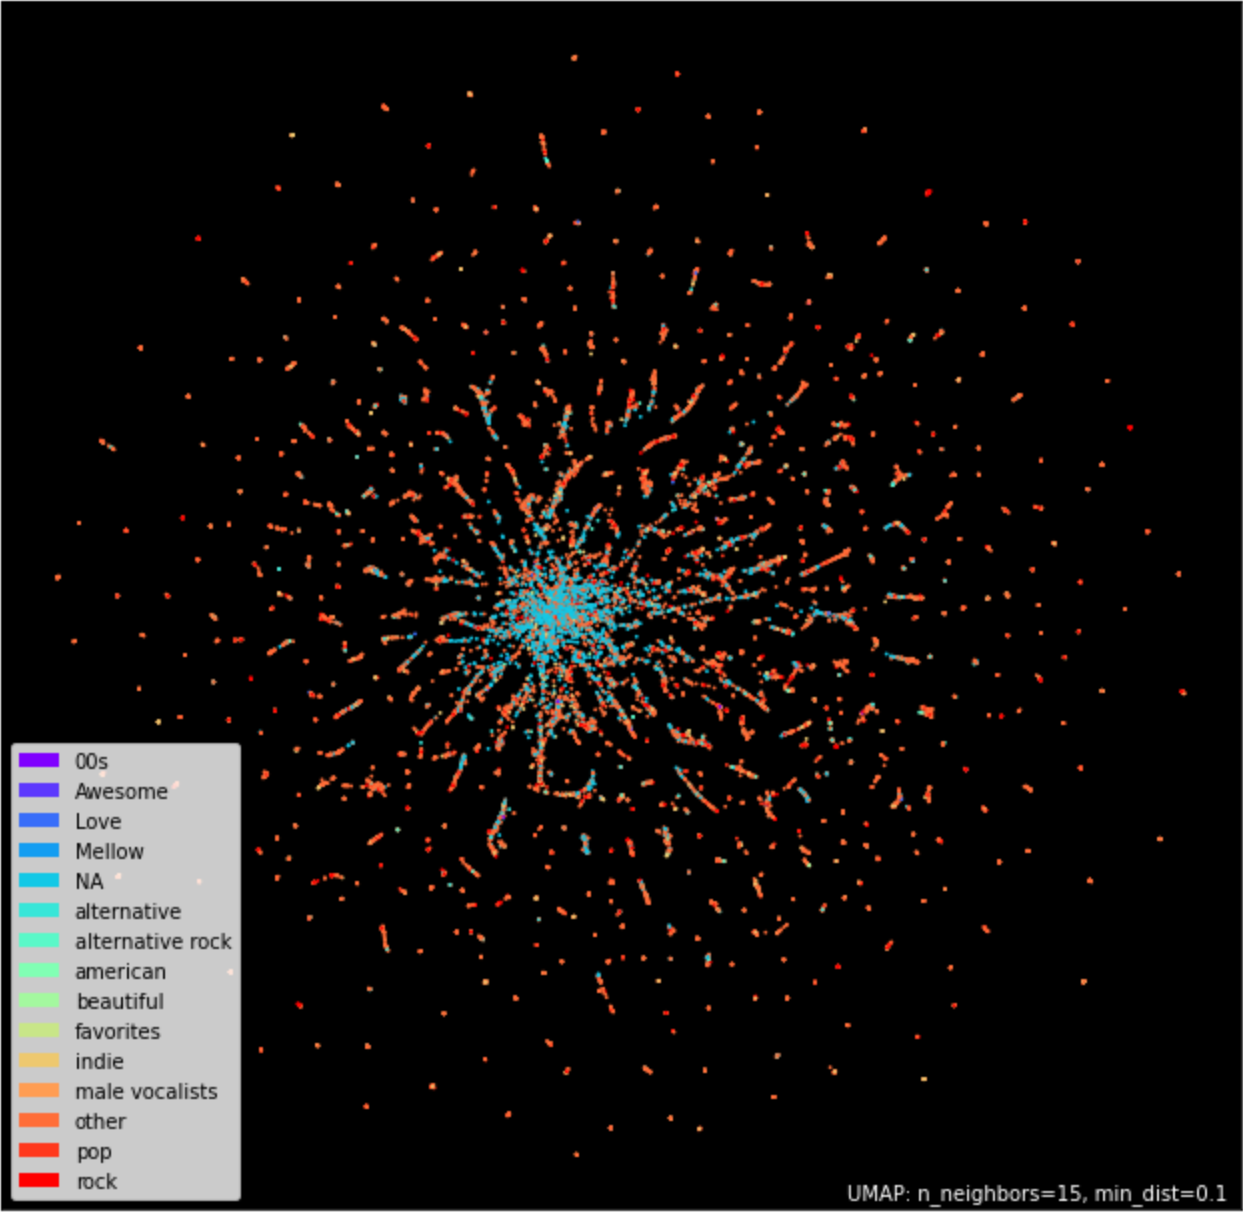 00s
Awesome
Love
Mellow
NA
alternative
alternative rock
american
beautiful
favorites
indie
male vocalists
other
pop
rock
UMAP: n_neighbors=15, min_dist=0.1